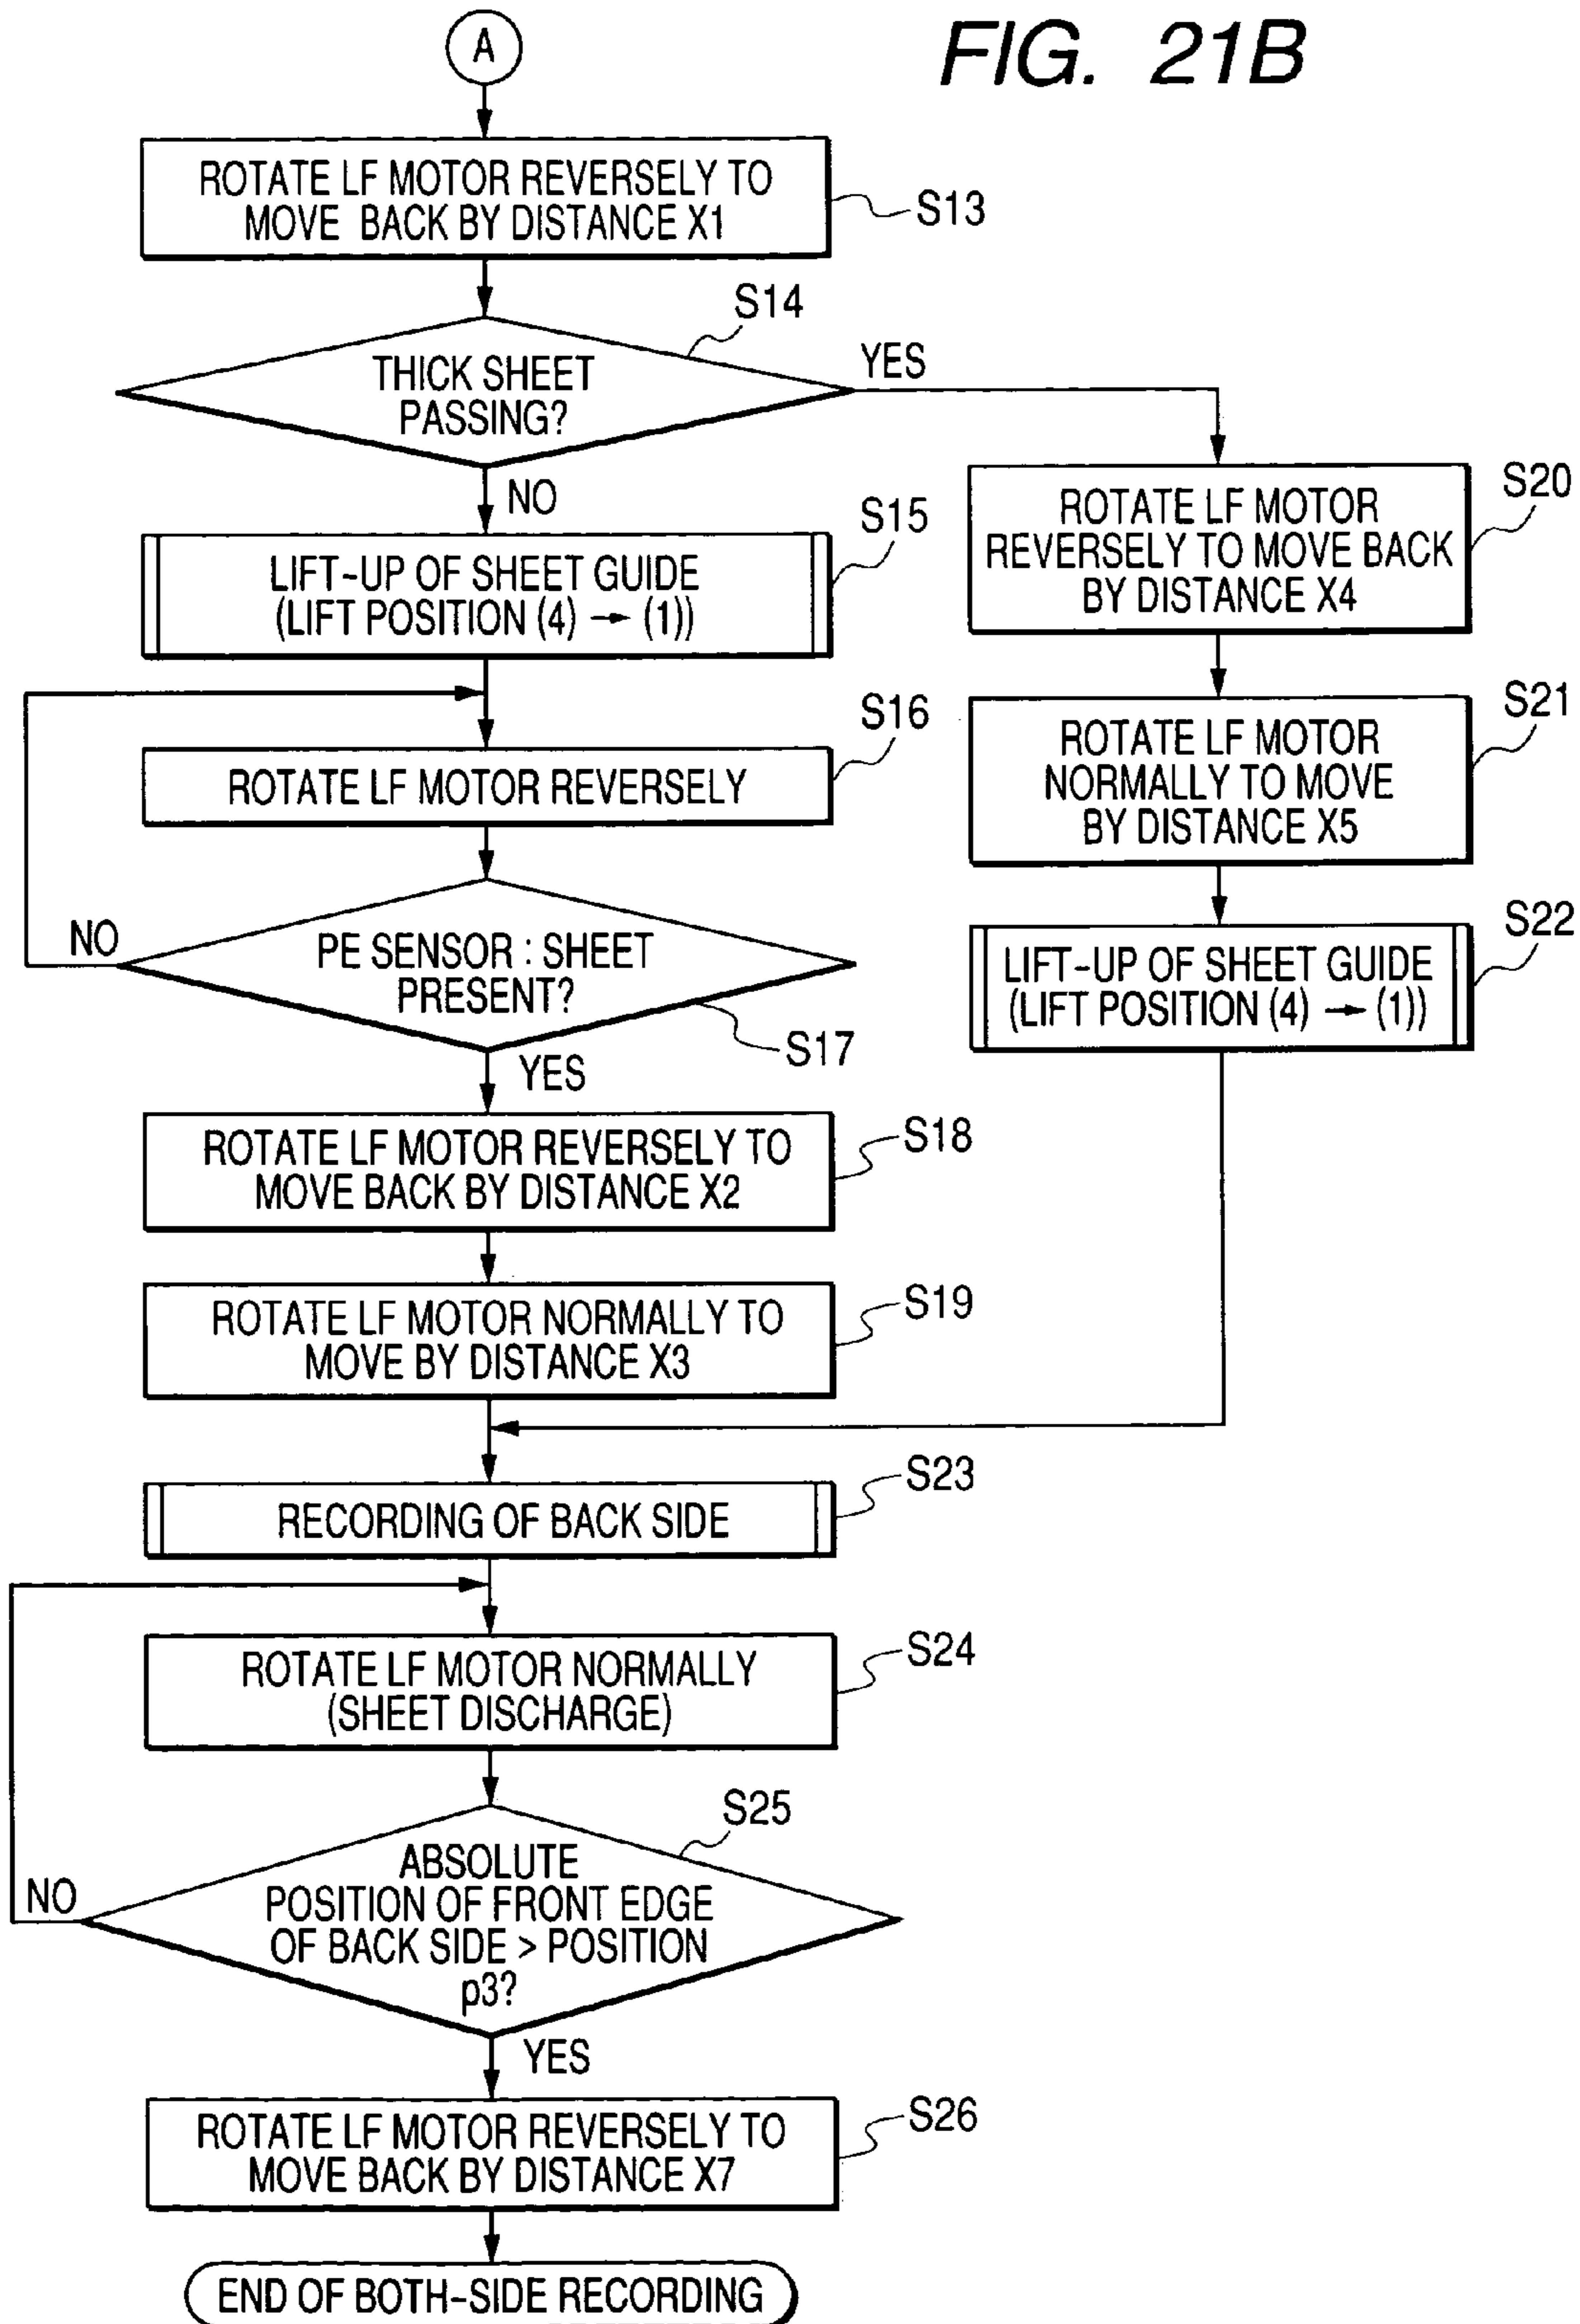 FIG. 21B
A
ROTATE LF MOTOR REVERSELY TO
MOVE BACK BY DISTANCE X1
S13
S14
THICK SHEET
PASSING?
YES
NO
S15
LIFT-UP OF SHEET GUIDE
(LIFT POSITION (4) → (1))
S16
ROTATE LF MOTOR REVERSELY
PE SENSOR : SHEET
PRESENT?
NO
S17
YES
S18
ROTATE LF MOTOR REVERSELY TO
MOVE BACK BY DISTANCE X2
S19
ROTATE LF MOTOR NORMALLY TO
MOVE BY DISTANCE X3
S20
ROTATE LF MOTOR
REVERSELY TO MOVE BACK
BY DISTANCE X4
S21
ROTATE LF MOTOR
NORMALLY TO MOVE
BY DISTANCE X5
S22
LIFT-UP OF SHEET GUIDE
(LIFT POSITION (4) → (1))
S23
RECORDING OF BACK SIDE
S24
ROTATE LF MOTOR NORMALLY
(SHEET DISCHARGE)
S25
ABSOLUTE
POSITION OF FRONT EDGE
OF BACK SIDE > POSITION
p3?
NO
YES
S26
ROTATE LF MOTOR REVERSELY TO
MOVE BACK BY DISTANCE X7
END OF BOTH-SIDE RECORDING